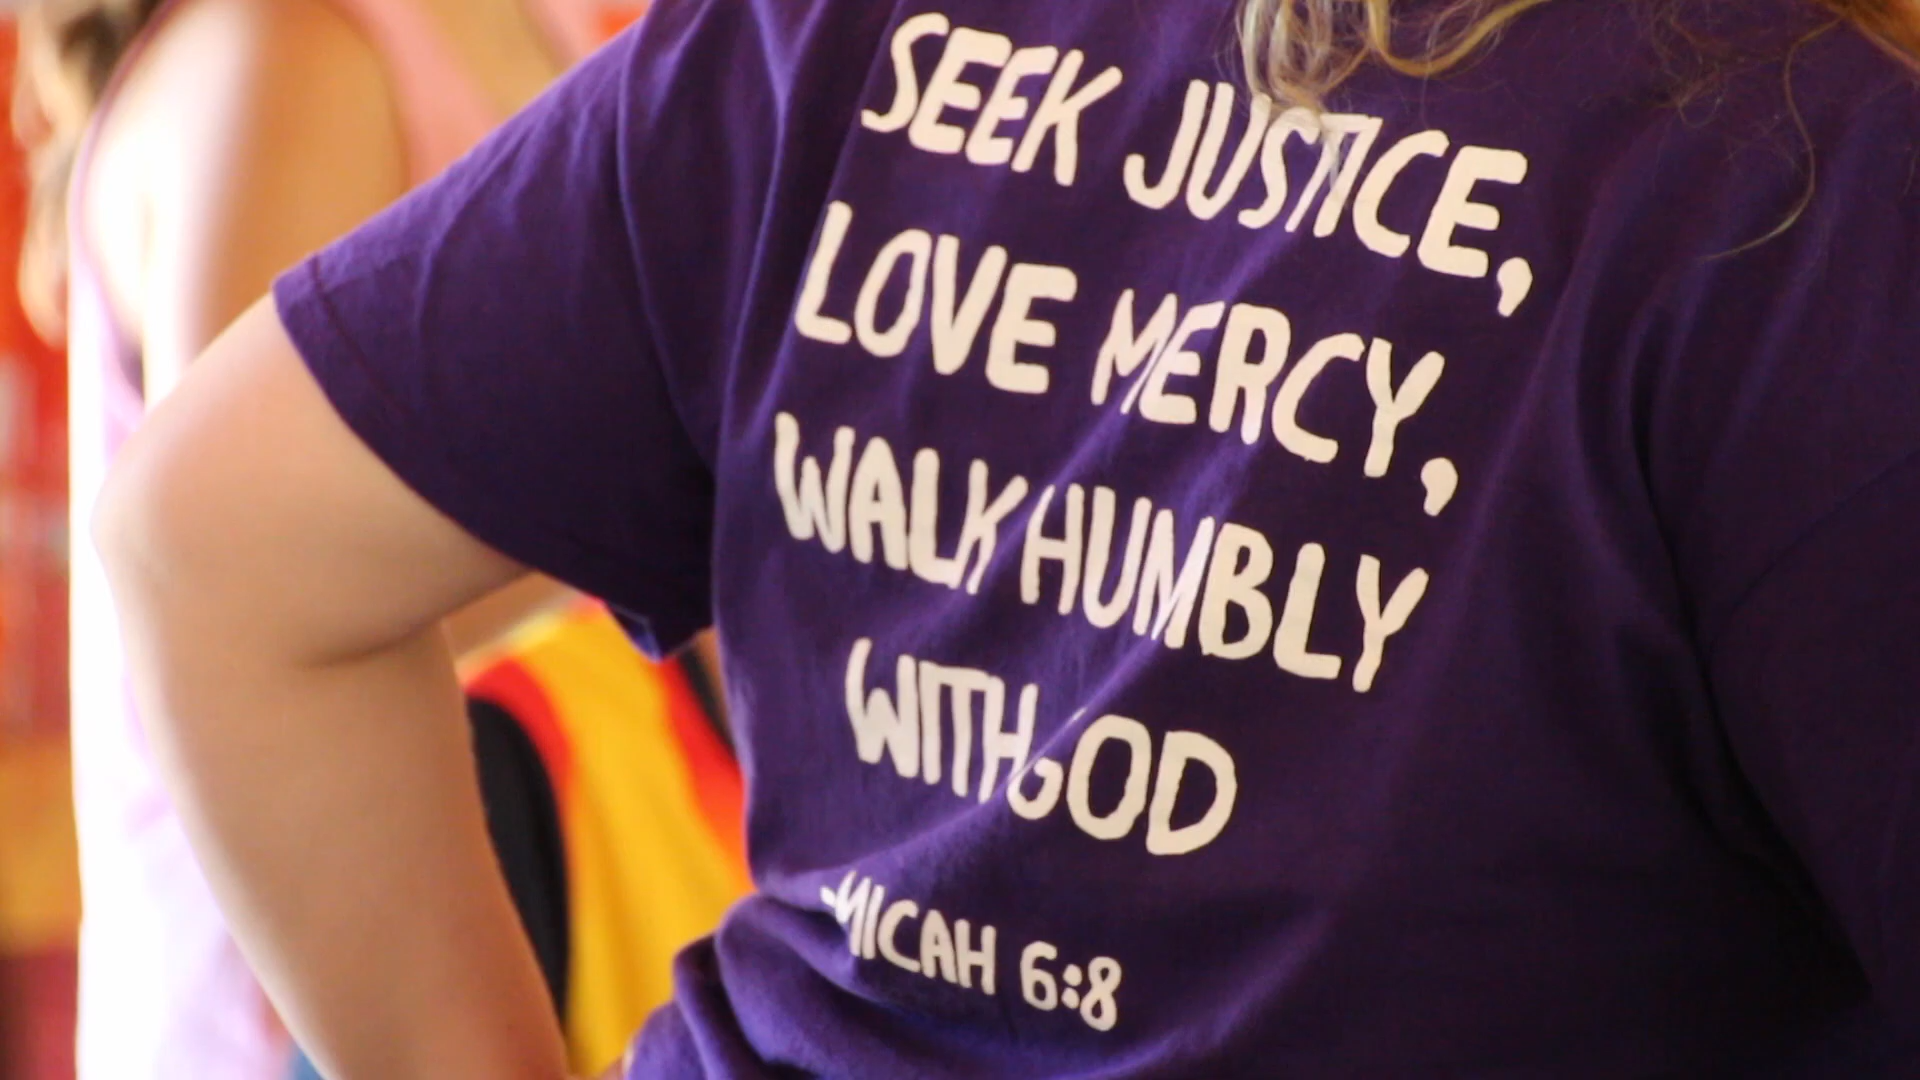 SEEK JUSTICE,
LOVE MERCY,
WALK HUMBLY
WITH GOD
-MICAH 6:8